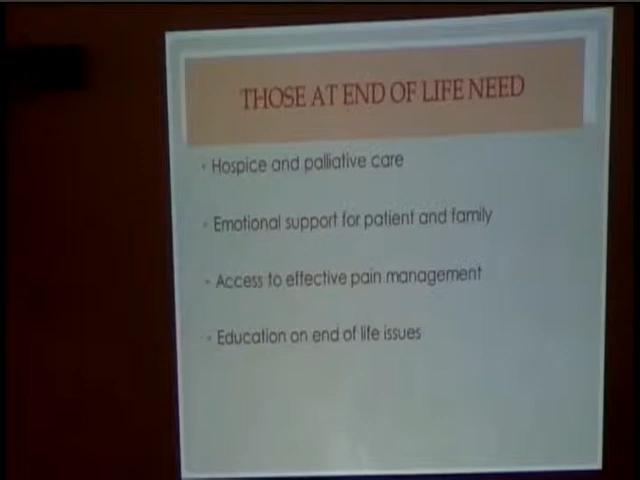 THOSE AT END OF LIFE NEED
• Hospice and palliative care
• Emotional support for patient and family
• Access to effective pain management
• Education on end of life issues